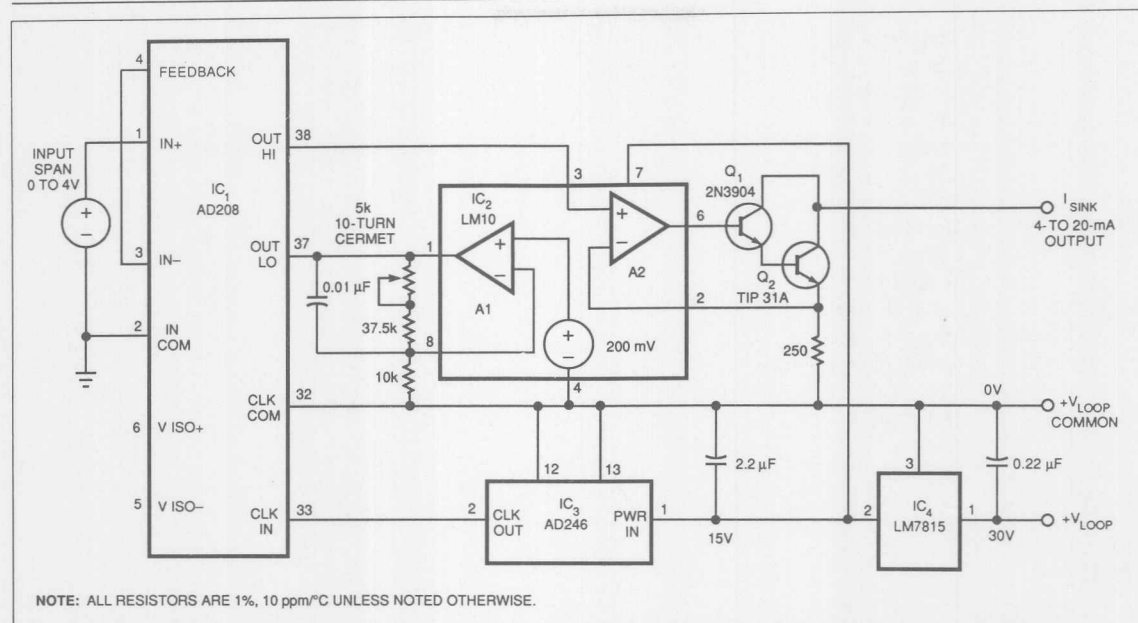 4
FEEDBACK
1
IN+
INPUT
SPAN
0 TO 4V
+
−
IC1
AD208
3
IN−
2
IN
COM
6
V ISO+
5
V ISO−
OUT
HI
38
OUT
LO
37
CLK
COM
32
CLK
IN
33
5k
10-TURN
CERMET
0.01 µF
37.5k
10k
1
8
IC2
LM10
+
−
A1
+
−
200 mV
4
3
7
+
−
A2
6
2
Q1
2N3904
Q2
TIP 31A
250
ISINK
4- TO 20-mA
OUTPUT
0V
+VLOOP
COMMON
12
13
2.2 µF
3
0.22 µF
2
CLK
OUT
IC3
AD246
PWR
IN
1
15V
2
IC4
LM7815
1
30V
+VLOOP
NOTE: ALL RESISTORS ARE 1%, 10 ppm/°C UNLESS NOTED OTHERWISE.